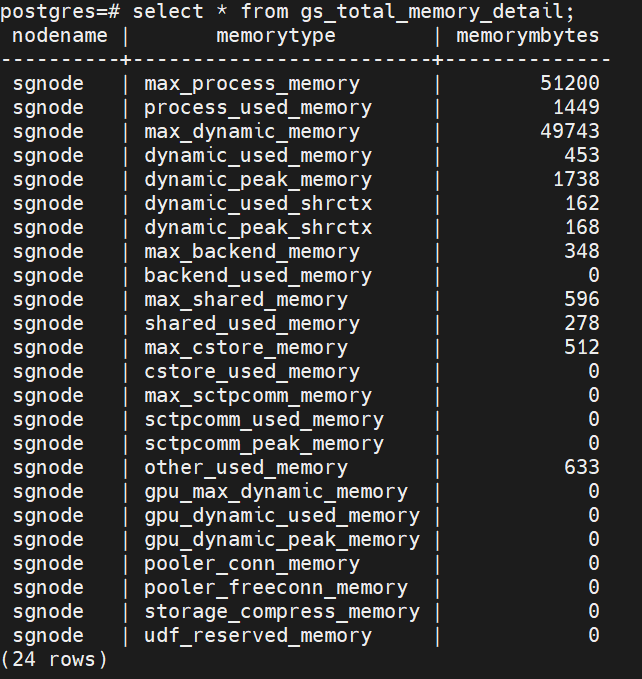 postgres=# select * from gs_total_memory_detail;
 nodename |       memorytype        | memorymbytes
----------+-------------------------+--------------
 sgnode   | max_process_memory      |        51200
 sgnode   | process_used_memory     |         1449
 sgnode   | max_dynamic_memory      |        49743
 sgnode   | dynamic_used_memory     |          453
 sgnode   | dynamic_peak_memory     |         1738
 sgnode   | dynamic_used_shrctx     |          162
 sgnode   | dynamic_peak_shrctx     |          168
 sgnode   | max_backend_memory      |          348
 sgnode   | backend_used_memory     |            0
 sgnode   | max_shared_memory       |          596
 sgnode   | shared_used_memory      |          278
 sgnode   | max_cstore_memory       |          512
 sgnode   | cstore_used_memory      |            0
 sgnode   | max_sctpcomm_memory     |            0
 sgnode   | sctpcomm_used_memory    |            0
 sgnode   | sctpcomm_peak_memory    |            0
 sgnode   | other_used_memory       |          633
 sgnode   | gpu_max_dynamic_memory  |            0
 sgnode   | gpu_dynamic_used_memory |            0
 sgnode   | gpu_dynamic_peak_memory |            0
 sgnode   | pooler_conn_memory      |            0
 sgnode   | pooler_freeconn_memory  |            0
 sgnode   | storage_compress_memory |            0
 sgnode   | udf_reserved_memory     |            0
(24 rows)